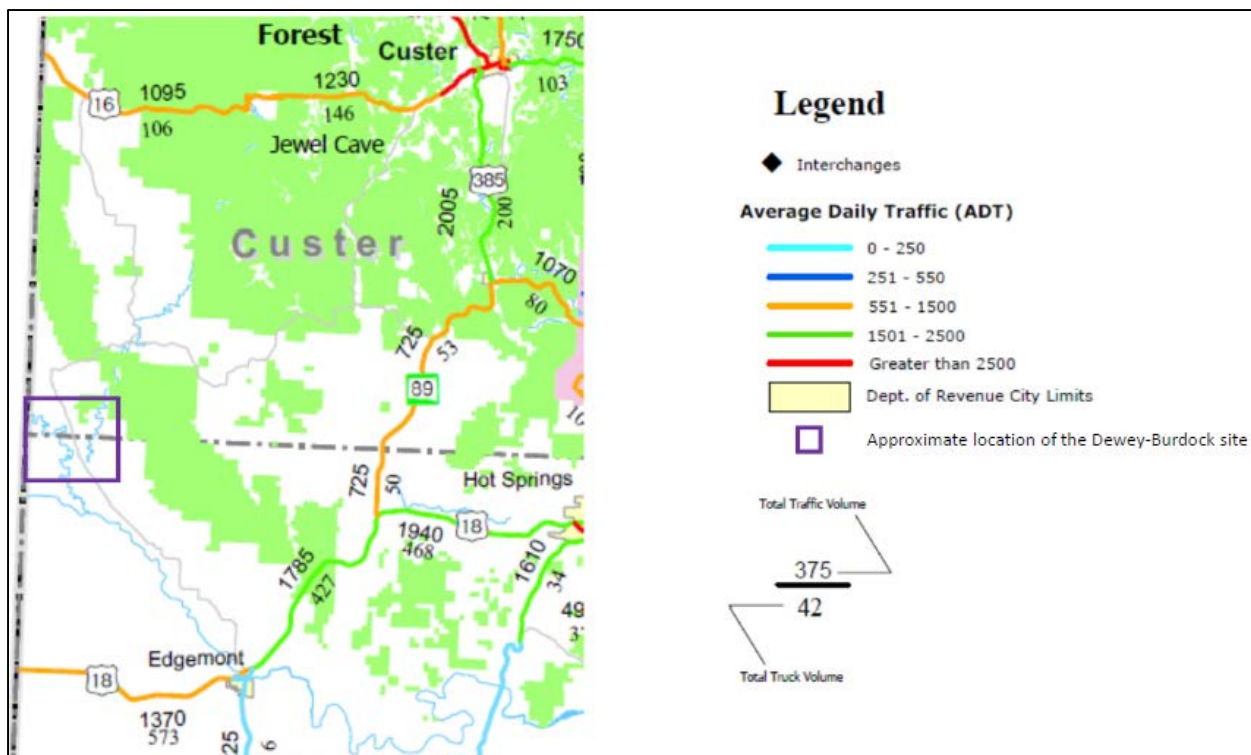 Forest
Custer
1750
103
16
1095
106
1230
146
Jewel Cave
385
2005
200
Custer
1070
80
725
53
89
725
50
Hot Springs
18
1940
468
1610
34
1785
427
Edgemont
18
1370
573
25
6
Legend
Interchanges
Average Daily Traffic (ADT)
0 - 250
251 - 550
551 - 1500
1501 - 2500
Greater than 2500
Dept. of Revenue City Limits
Approximate location of the Dewey-Burdock site
Total Traffic Volume
375
42
Total Truck Volume